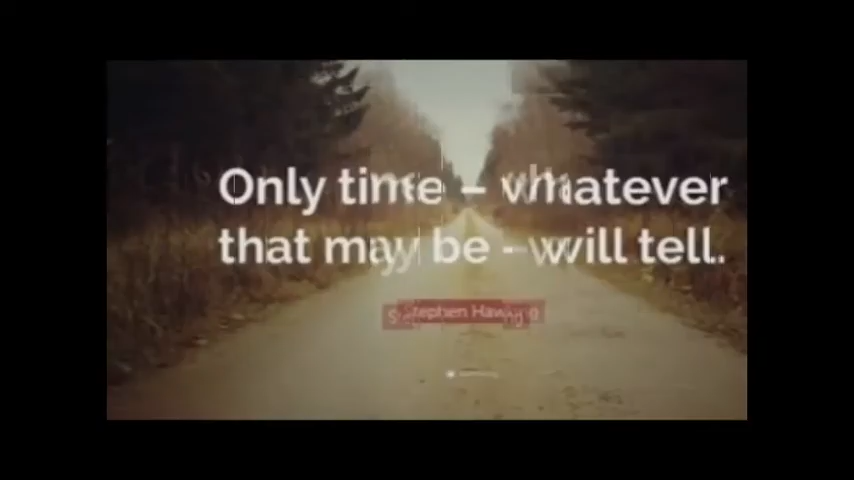 Only time – whatever
that may be - will tell.
Stephen Hawking